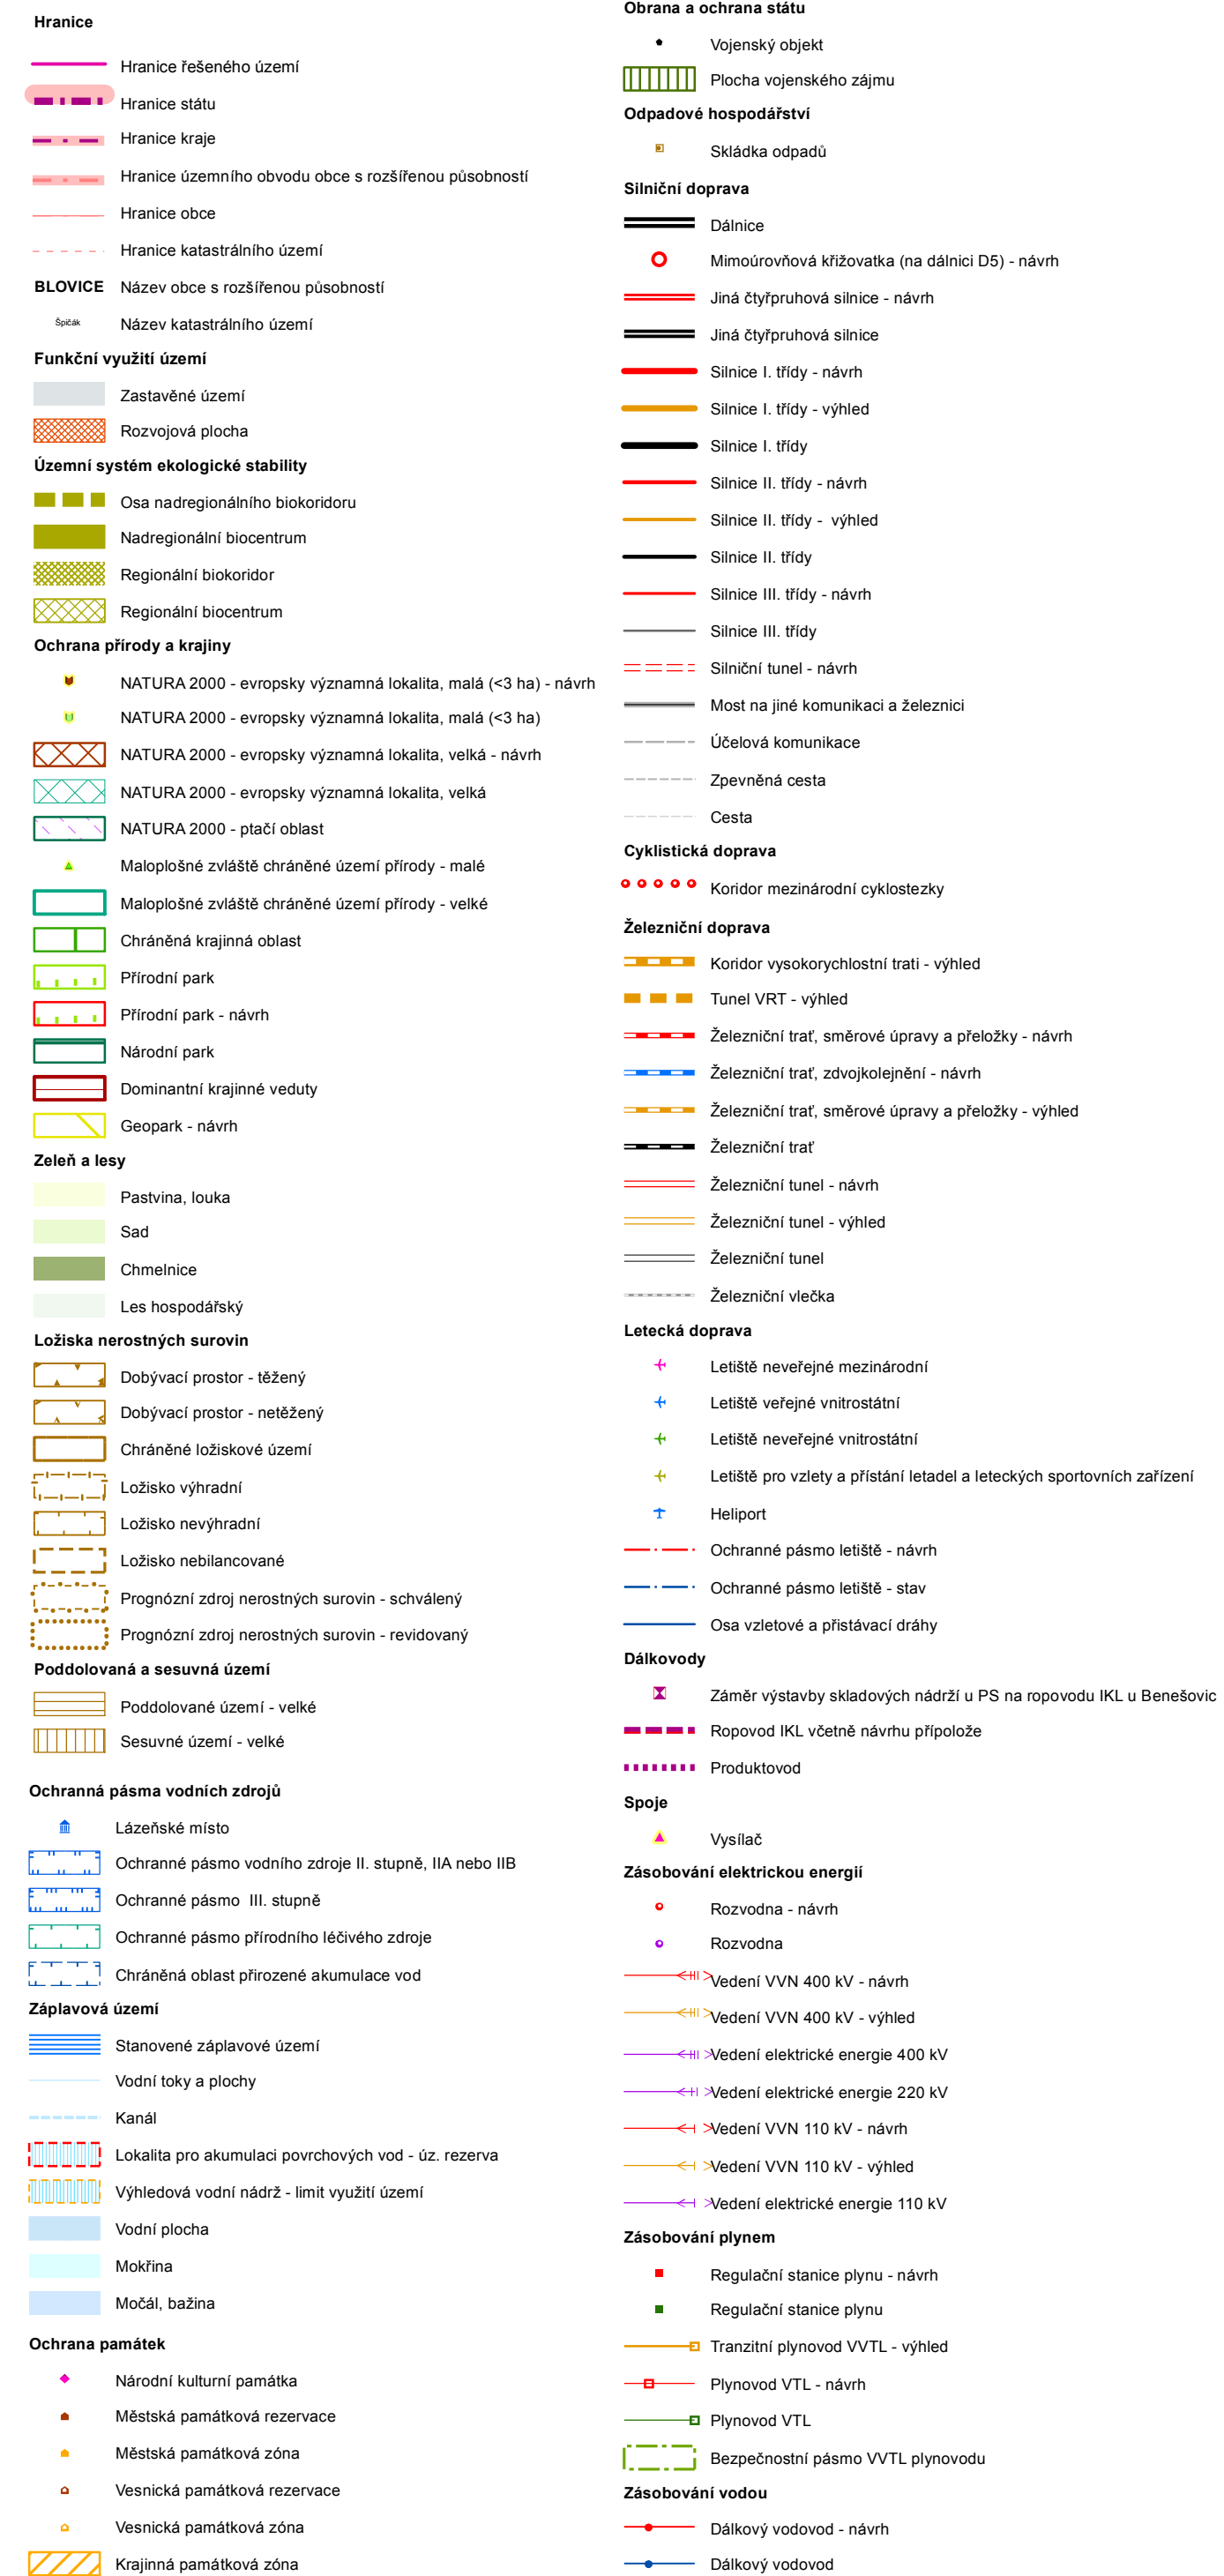 Hranice
Hranice řešeného území
Hranice státu
Hranice kraje
Hranice územního obvodu obce s rozšířenou působností
Hranice obce
Hranice katastrálního území
BLOVICE Název obce s rozšířenou působností
Špičák Název katastrálního území
Funkční využití území
Zastavěné území
Rozvojová plocha
Územní systém ekologické stability
Osa nadregionálního biokoridoru
Nadregionální biocentrum
Regionální biokoridor
Regionální biocentrum
Ochrana přírody a krajiny
NATURA 2000 - evropsky významná lokalita, malá (<3 ha) - návrh
NATURA 2000 - evropsky významná lokalita, malá (<3 ha)
NATURA 2000 - evropsky významná lokalita, velká - návrh
NATURA 2000 - evropsky významná lokalita, velká
NATURA 2000 - ptačí oblast
Maloplošné zvláště chráněné území přírody - malé
Maloplošné zvláště chráněné území přírody - velké
Chráněná krajinná oblast
Přírodní park
Přírodní park - návrh
Národní park
Dominantní krajinné veduty
Geopark - návrh
Zeleň a lesy
Pastvina, louka
Sad
Chmelnice
Les hospodářský
Ložiska nerostných surovin
Dobývací prostor - těžený
Dobývací prostor - netěžený
Chráněné ložiskové území
Ložisko výhradní
Ložisko nevýhradní
Ložisko nebilancované
Prognózní zdroj nerostných surovin - schválený
Prognózní zdroj nerostných surovin - revidovaný
Poddolovaná a sesuvná území
Poddolované území - velké
Sesuvné území - velké
Ochranná pásma vodních zdrojů
Lázeňské místo
Ochranné pásmo vodního zdroje II. stupně, IIA nebo IIB
Ochranné pásmo III. stupně
Ochranné pásmo přírodního léčivého zdroje
Chráněná oblast přirozené akumulace vod
Záplavová území
Stanovené záplavové území
Vodní toky a plochy
Kanál
Lokalita pro akumulaci povrchových vod - úz. rezerva
Výhledová vodní nádrž - limit využití území
Vodní plocha
Mokřina
Močál, bažina
Ochrana památek
Národní kulturní památka
Městská památková rezervace
Městská památková zóna
Vesnická památková rezervace
Vesnická památková zóna
Krajinná památková zóna
Obrana a ochrana státu
Vojenský objekt
Plocha vojenského zájmu
Odpadové hospodářství
Skládka odpadů
Silniční doprava
Dálnice
Mimoúrovňová křižovatka (na dálnici D5) - návrh
Jiná čtyřpruhová silnice - návrh
Jiná čtyřpruhová silnice
Silnice I. třídy - návrh
Silnice I. třídy - výhled
Silnice I. třídy
Silnice II. třídy - návrh
Silnice II. třídy - výhled
Silnice II. třídy
Silnice III. třídy - návrh
Silnice III. třídy
Silniční tunel - návrh
Most na jiné komunikaci a železnici
Účelová komunikace
Zpevněná cesta
Cesta
Cyklistická doprava
Koridor mezinárodní cyklostezky
Železniční doprava
Koridor vysokorychlostní trati - výhled
Tunel VRT - výhled
Železniční trať, směrové úpravy a přeložky - návrh
Železniční trať, zdvojkolejnění - návrh
Železniční trať, směrové úpravy a přeložky - výhled
Železniční trať
Železniční tunel - návrh
Železniční tunel - výhled
Železniční tunel
Železniční vlečka
Letecká doprava
Letiště neveřejné mezinárodní
Letiště veřejné vnitrostátní
Letiště neveřejné vnitrostátní
Letiště pro vzlety a přístání letadel a leteckých sportovních zařízení
Heliport
Ochranné pásmo letiště - návrh
Ochranné pásmo letiště - stav
Osa vzletové a přistávací dráhy
Dálkovody
Záměr výstavby skladových nádrží u PS na ropovodu IKL u Benešovic
Ropovod IKL včetně návrhu přípolože
Produktovod
Spoje
Vysílač
Zásobování elektrickou energií
Rozvodna - návrh
Rozvodna
Vedení VVN 400 kV - návrh
Vedení VVN 400 kV - výhled
Vedení elektrické energie 400 kV
Vedení elektrické energie 220 kV
Vedení VVN 110 kV - návrh
Vedení VVN 110 kV - výhled
Vedení elektrické energie 110 kV
Zásobování plynem
Regulační stanice plynu - návrh
Regulační stanice plynu
Tranzitní plynovod VVTL - výhled
Plynovod VTL - návrh
Plynovod VTL
Bezpečnostní pásmo VVTL plynovodu
Zásobování vodou
Dálkový vodovod - návrh
Dálkový vodovod